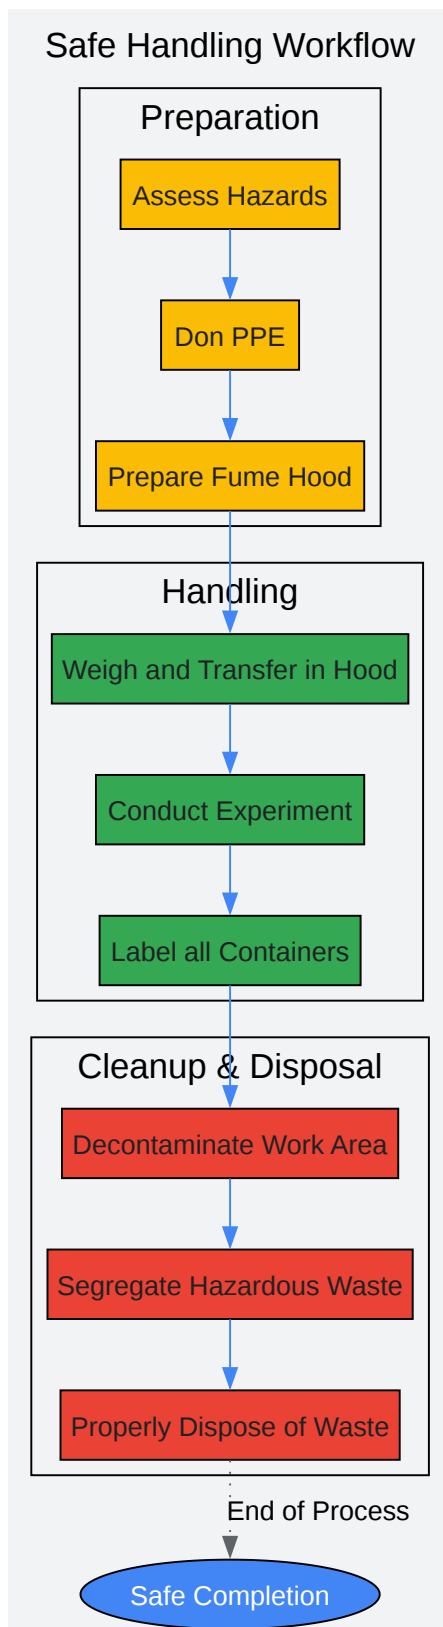 Safe Handling Workflow
Preparation
Assess Hazards
Don PPE
Prepare Fume Hood
Handling
Weigh and Transfer in Hood
Conduct Experiment
Label all Containers
Cleanup & Disposal
Decontaminate Work Area
Segregate Hazardous Waste
Properly Dispose of Waste
End of Process
Safe Completion